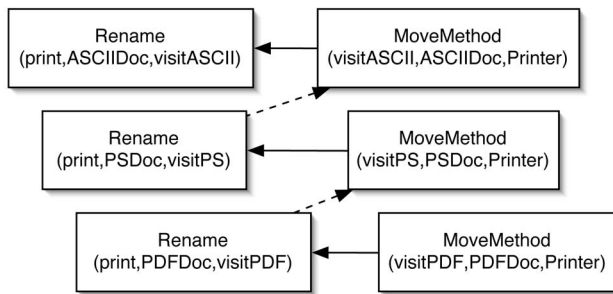 Rename
(print,ASCIIDoc,visitASCII)
MoveMethod
(visitASCII,ASCIIDoc,Printer)
Rename
(print,PSDoc,visitPS)
MoveMethod
(visitPS,PSDoc,Printer)
Rename
(print,PDFDoc,visitPDF)
MoveMethod
(visitPDF,PDFDoc,Printer)